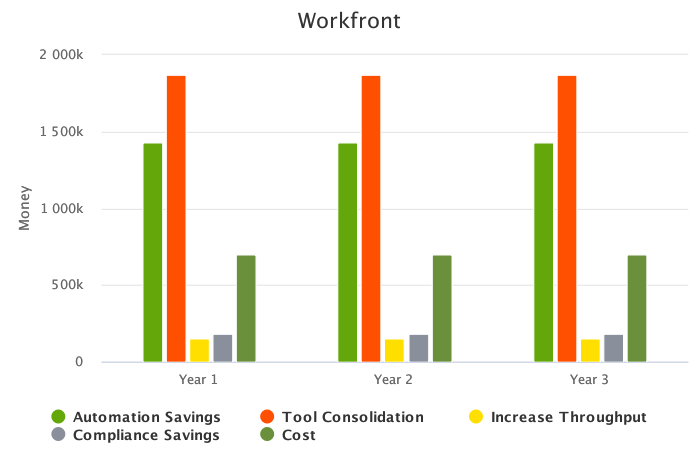 Workfront
2 000k
1 500k
1 000k
500k
0
Money
Year 1 Year 2 Year 3
Automation Savings Tool Consolidation Increase Throughput
Compliance Savings Cost